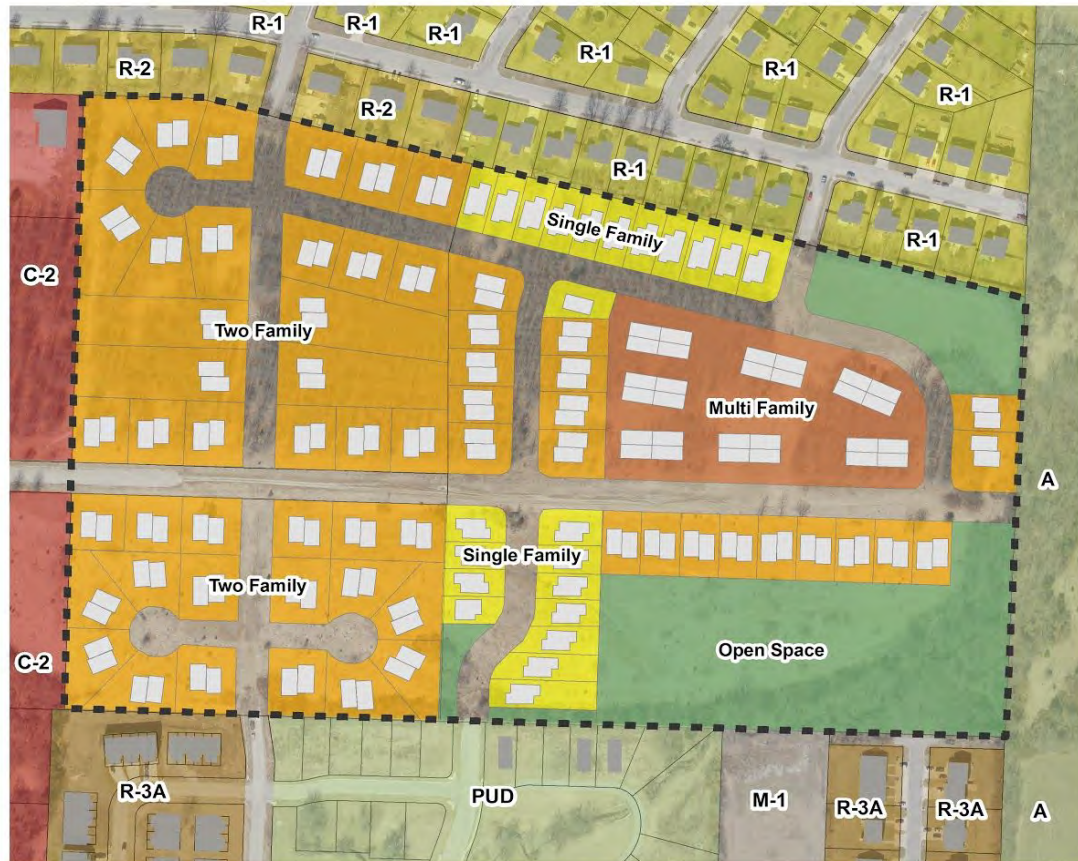 R-1
R-1
R-1
R-1
R-1
R-1
R-2
R-2
R-1
R-1
Single Family
C-2
Two Family
Multi Family
A
Single Family
Two Family
Open Space
C-2
R-3A
PUD
M-1
R-3A
R-3A
A